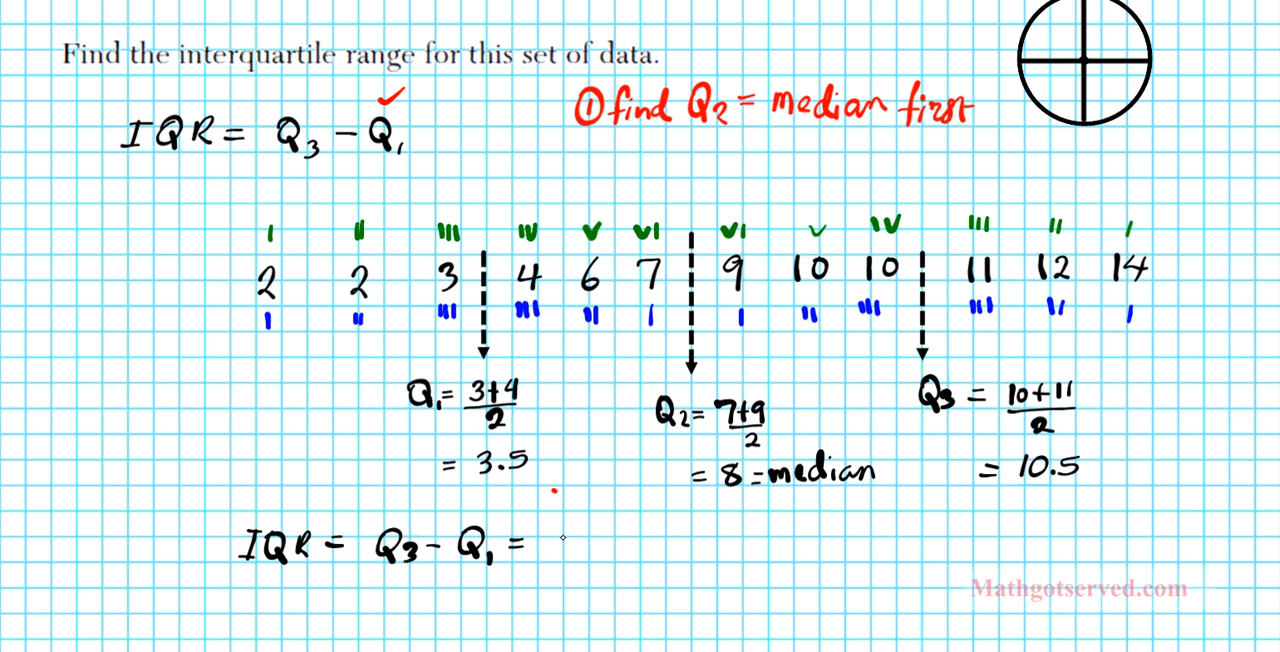 Find the interquartile range for this set of data.
① find Q2 = median first
IQR = Q3 - Q1
I II III IV V VI VI V IV III II I
2 2 3 4 6 7 9 10 10 11 12 14
I II III III II I I II III III II I
Q1 = 3+4/2
= 3.5
Q2 = 7+9/2
= 8 = median
Q3 = 10+11/2
= 10.5
IQR = Q3 - Q1 =
Mathgotserved.com